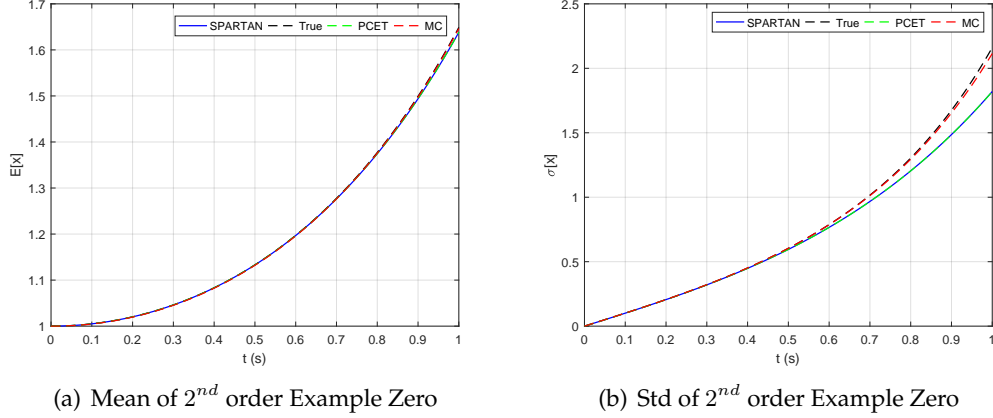 SPARTAN True PCET MC
1.7
1.6
1.5
1.4
1.3
1.2
1.1
1
E[x]
0 0.1 0.2 0.3 0.4 0.5 0.6 0.7 0.8 0.9 1
t (s)
(a) Mean of 2nd order Example Zero
SPARTAN True PCET MC
2.5
2
1.5
1
0.5
0
σ[x]
0 0.1 0.2 0.3 0.4 0.5 0.6 0.7 0.8 0.9 1
t (s)
(b) Std of 2nd order Example Zero